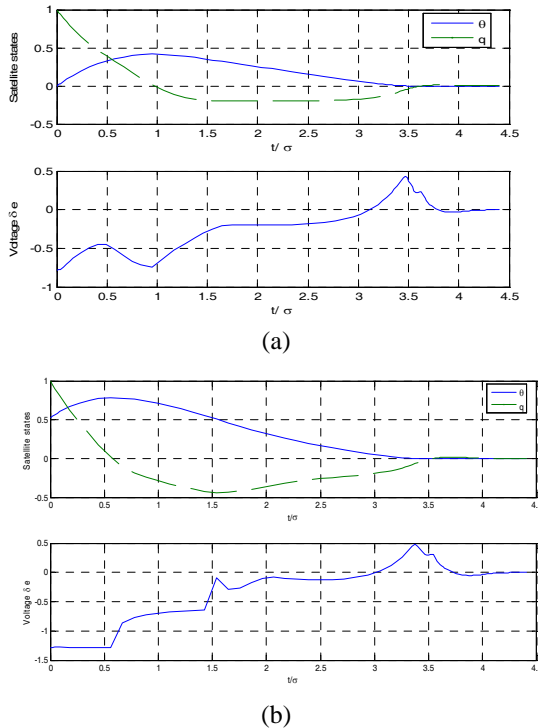 1
0.5
0
-0.5
Satellite states
θ
q
0 0.5 1 1.5 2 2.5 3 3.5 4 4.5
t/ σ
0.5
0
-0.5
-1
Voltage δ e
0 0.5 1 1.5 2 2.5 3 3.5 4 4.5
t/ σ
(a)
1
0.5
0
-0.5
Satellite states
θ
q
0 0.5 1 1.5 2 2.5 3 3.5 4 4.
t/σ
0.5
0
-0.5
-1
-1.5
Voltage δ e
0 0.5 1 1.5 2 2.5 3 3.5 4 4.
t/σ
(b)